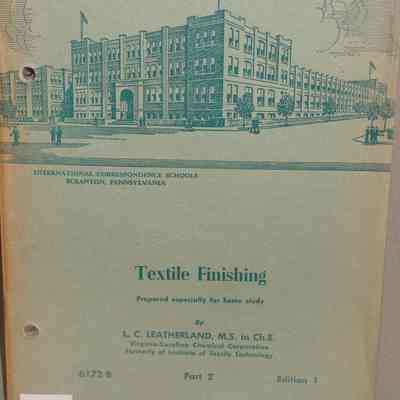 INTERNATIONAL CORRESPONDENCE SCHOOLS
SCRANTON, PENNSYLVANIA
Textile Finishing
Prepared especially for home study
By
L. C. LEATHERLAND, M.S. in Ch.E.
Virginia-Carolina Chemical Corporation
Formerly of Institute of Textile Technology
6172 B Part 2 Edition 1